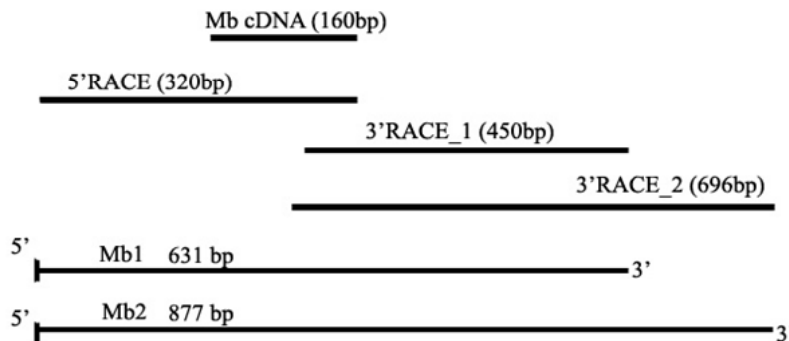 Mb cDNA (160bp)
5’RACE (320bp)
3’RACE_1 (450bp)
3’RACE_2 (696bp)
5’ Mb1 631 bp 3’
5’ Mb2 877 bp 3